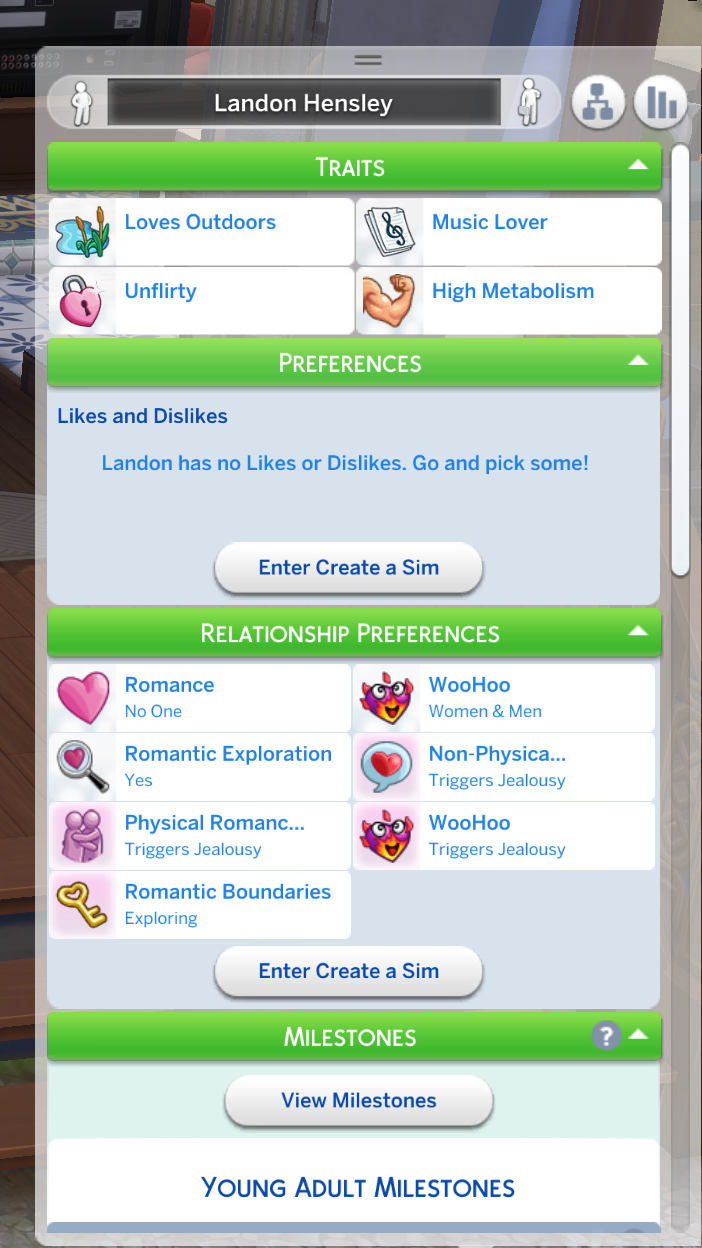 Landon Hensley
TRAITS
Loves Outdoors
Music Lover
Unflirty
High Metabolism
PREFERENCES
Likes and Dislikes
Landon has no Likes or Dislikes. Go and pick some!
Enter Create a Sim
RELATIONSHIP PREFERENCES
Romance
No One
WooHoo
Women & Men
Romantic Exploration
Yes
Non-Physica...
Triggers Jealousy
Physical Romanc...
Triggers Jealousy
WooHoo
Triggers Jealousy
Romantic Boundaries
Exploring
Enter Create a Sim
MILESTONES
?
View Milestones
YOUNG ADULT MILESTONES